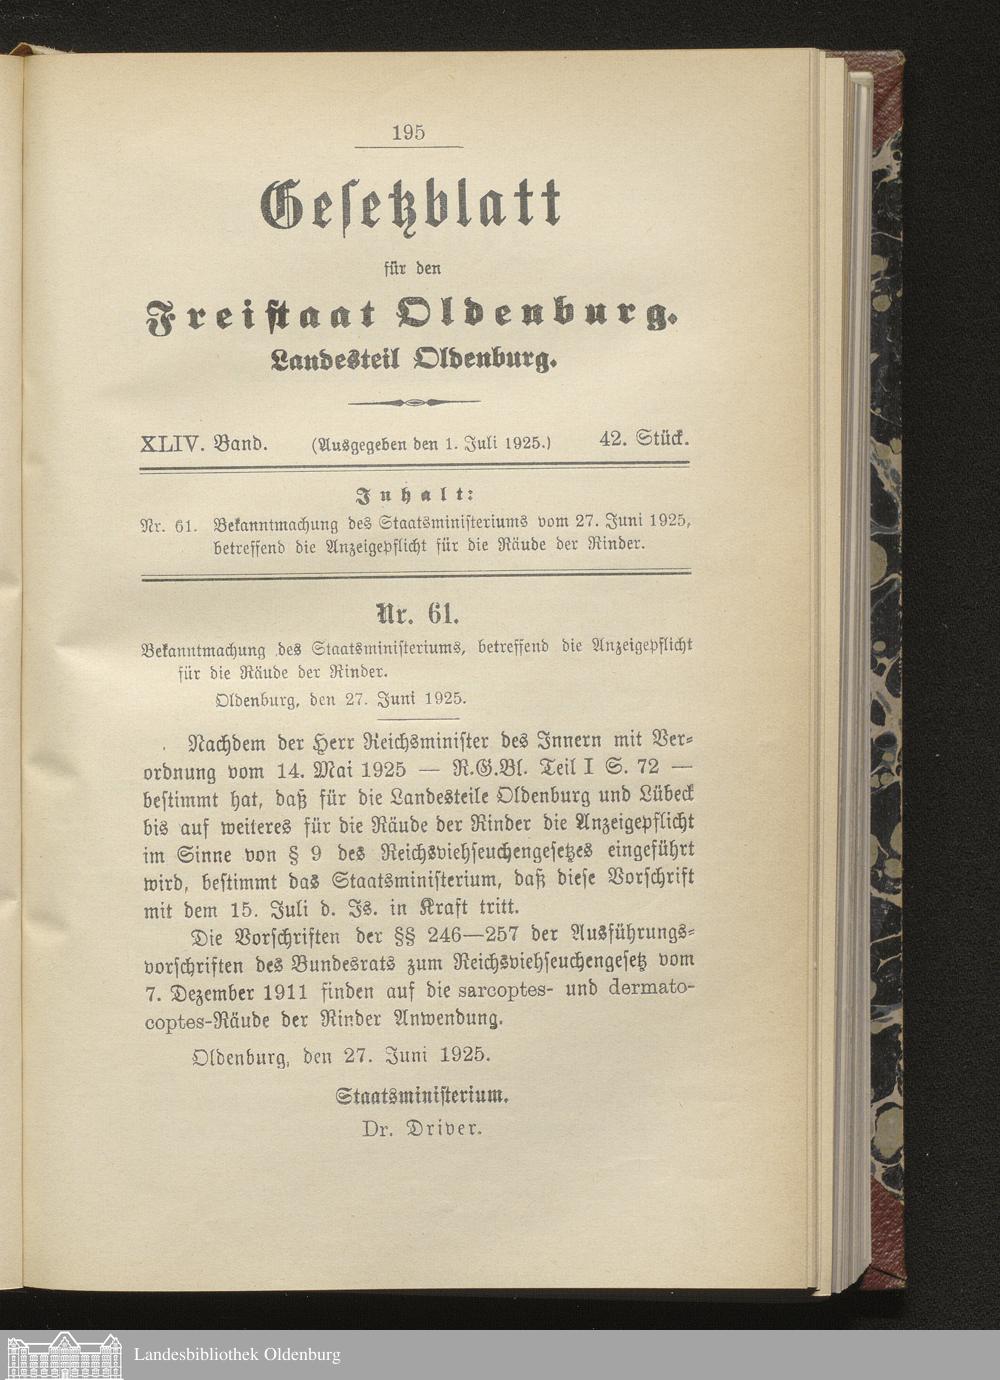 195
Gesetzblatt
für den
Freistaat Oldenburg.
Landesteil Oldenburg.
XLIV. Band. (Ausgegeben den 1. Juli 1925.) 42. Stück.
Inhalt:
Nr. 61. Bekanntmachung des Staatsministeriums vom 27. Juni 1925,
betreffend die Anzeigepflicht für die Räude der Rinder.
Nr. 61.
Bekanntmachung des Staatsministeriums, betreffend die Anzeigepflicht
für die Räude der Rinder.
Oldenburg, den 27. Juni 1925.
Nachdem der Herr Reichsminister des Innern mit Ver-
ordnung vom 14. Mai 1925 — R.G.Bl. Teil I S. 72 —
bestimmt hat, daß für die Landesteile Oldenburg und Lübeck
bis auf weiteres für die Räude der Rinder die Anzeigepflicht
im Sinne von § 9 des Reichsviehseuchengesetzes eingeführt
wird, bestimmt das Staatsministerium, daß diese Vorschrift
mit dem 15. Juli d. Js. in Kraft tritt.
Die Vorschriften der §§ 246—257 der Ausführungs-
vorschriften des Bundesrats zum Reichsviehseuchengesetz vom
7. Dezember 1911 finden auf die sarcoptes- und dermato-
coptes-Räude der Rinder Anwendung.
Oldenburg, den 27. Juni 1925.
Staatsministerium.
Dr. Driver.
Landesbibliothek Oldenburg